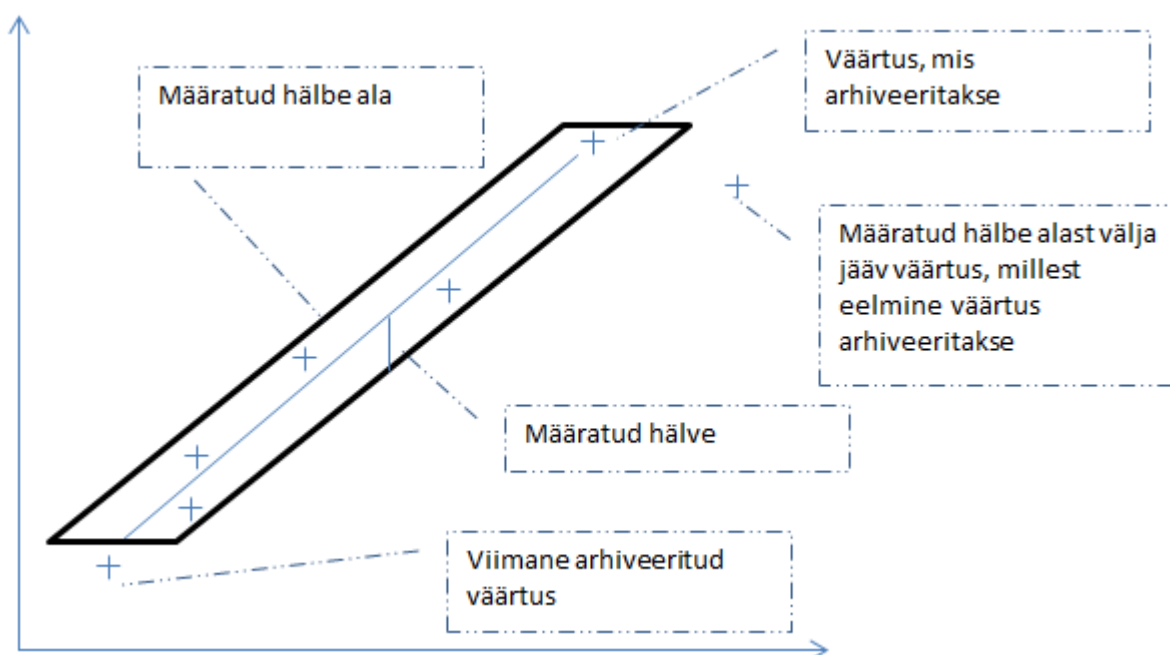 Määratud hälbe ala
Väärtus, mis
arhiveeritakse
Määratud hälbe alast välja
jääv väärtus, millest
eelmine väärtus
arhiveeritakse
Määratud hälve
Viimane arhiveeritud
väärtus